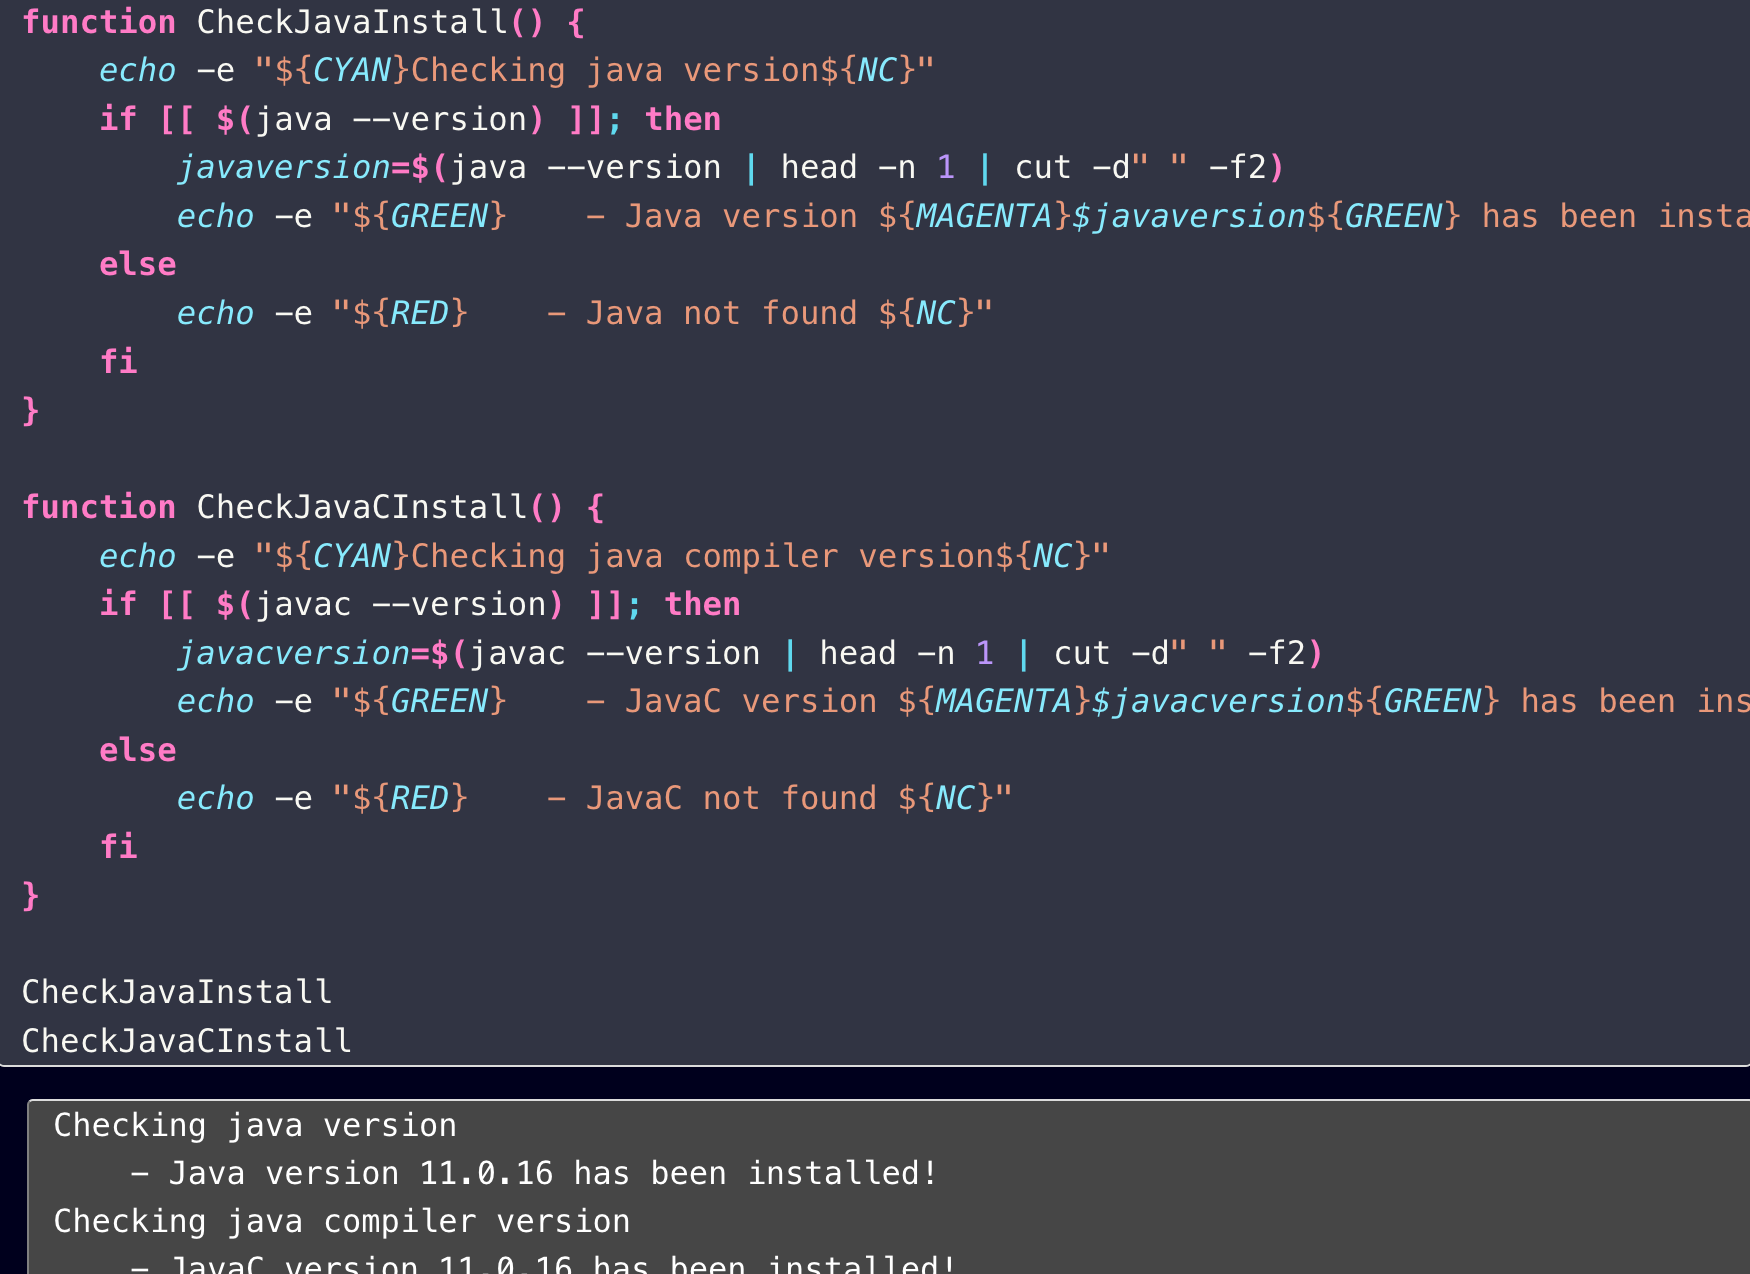 function CheckJavaInstall() {
    echo -e "${CYAN}Checking java version${NC}"
    if [[ $(java --version) ]]; then
        javaversion=$(java --version | head -n 1 | cut -d" " -f2)
        echo -e "${GREEN}    - Java version ${MAGENTA}$javaversion${GREEN} has been insta
    else
        echo -e "${RED}    - Java not found ${NC}"
    fi
}

function CheckJavaCInstall() {
    echo -e "${CYAN}Checking java compiler version${NC}"
    if [[ $(javac --version) ]]; then
        javacversion=$(javac --version | head -n 1 | cut -d" " -f2)
        echo -e "${GREEN}    - JavaC version ${MAGENTA}$javacversion${GREEN} has been ins
    else
        echo -e "${RED}    - JavaC not found ${NC}"
    fi
}

CheckJavaInstall
CheckJavaCInstall
Checking java version
    - Java version 11.0.16 has been installed!
Checking java compiler version
    - JavaC version 11.0.16 has been installed!